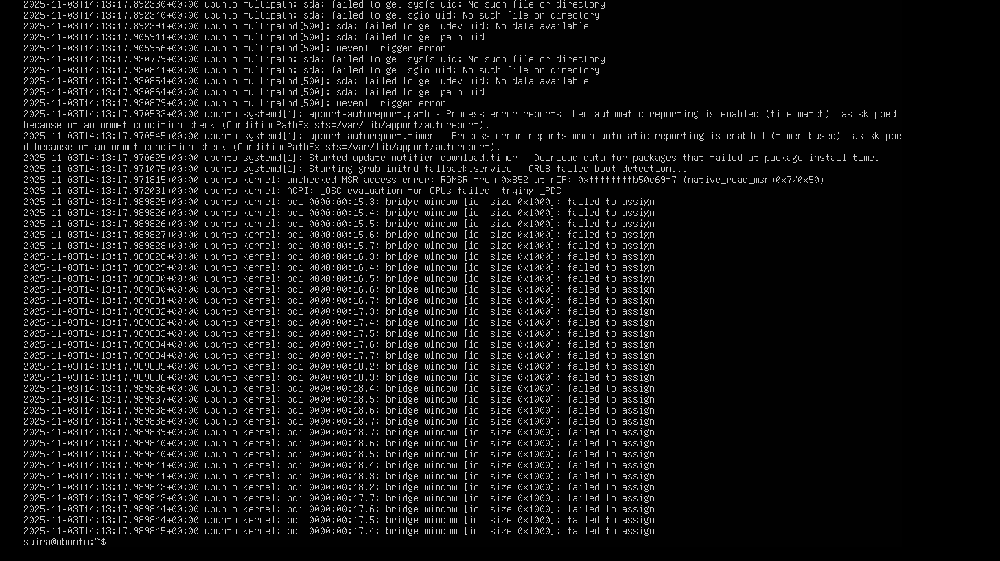 2025-11-03T14:13:17.892330+00:00 ubunto multipath: sda: failed to get sysfs uid: No such file or directory
2025-11-03T14:13:17.892340+00:00 ubunto multipath: sda: failed to get sgio uid: No such file or directory
2025-11-03T14:13:17.892391+00:00 ubunto multipathd[500]: sda: failed to get udev uid: No data available
2025-11-03T14:13:17.905911+00:00 ubunto multipathd[500]: sda: failed to get path uid
2025-11-03T14:13:17.905956+00:00 ubunto multipathd[500]: uevent trigger error
2025-11-03T14:13:17.930779+00:00 ubunto multipath: sda: failed to get sysfs uid: No such file or directory
2025-11-03T14:13:17.930841+00:00 ubunto multipath: sda: failed to get sgio uid: No such file or directory
2025-11-03T14:13:17.930854+00:00 ubunto multipathd[500]: sda: failed to get udev uid: No data available
2025-11-03T14:13:17.930864+00:00 ubunto multipathd[500]: sda: failed to get path uid
2025-11-03T14:13:17.930879+00:00 ubunto multipathd[500]: uevent trigger error
2025-11-03T14:13:17.970533+00:00 ubunto systemd[1]: apport-autoreport.path - Process error reports when automatic reporting is enabled (file watch) was skipped
because of an unmet condition check (ConditionPathExists=/var/lib/apport/autoreport).
2025-11-03T14:13:17.970545+00:00 ubunto systemd[1]: apport-autoreport.timer - Process error reports when automatic reporting is enabled (timer based) was skippe
d because of an unmet condition check (ConditionPathExists=/var/lib/apport/autoreport).
2025-11-03T14:13:17.970625+00:00 ubunto systemd[1]: Started update-notifier-download.timer - Download data for packages that failed at package install time.
2025-11-03T14:13:17.971075+00:00 ubunto systemd[1]: Starting grub-initrd-fallback.service - GRUB failed boot detection...
2025-11-03T14:13:17.971815+00:00 ubunto kernel: unchecked MSR access error: RDMSR from 0x852 at rIP: 0xffffffffb50c69f7 (native_read_msr+0x7/0x50)
2025-11-03T14:13:17.972031+00:00 ubunto kernel: ACPI: _OSC evaluation for CPUs failed, trying _PDC
2025-11-03T14:13:17.989825+00:00 ubunto kernel: pci 0000:00:15.3: bridge window [io  size 0x1000]: failed to assign
2025-11-03T14:13:17.989826+00:00 ubunto kernel: pci 0000:00:15.4: bridge window [io  size 0x1000]: failed to assign
2025-11-03T14:13:17.989826+00:00 ubunto kernel: pci 0000:00:15.5: bridge window [io  size 0x1000]: failed to assign
2025-11-03T14:13:17.989827+00:00 ubunto kernel: pci 0000:00:15.6: bridge window [io  size 0x1000]: failed to assign
2025-11-03T14:13:17.989828+00:00 ubunto kernel: pci 0000:00:15.7: bridge window [io  size 0x1000]: failed to assign
2025-11-03T14:13:17.989828+00:00 ubunto kernel: pci 0000:00:16.3: bridge window [io  size 0x1000]: failed to assign
2025-11-03T14:13:17.989829+00:00 ubunto kernel: pci 0000:00:16.4: bridge window [io  size 0x1000]: failed to assign
2025-11-03T14:13:17.989830+00:00 ubunto kernel: pci 0000:00:16.5: bridge window [io  size 0x1000]: failed to assign
2025-11-03T14:13:17.989830+00:00 ubunto kernel: pci 0000:00:16.6: bridge window [io  size 0x1000]: failed to assign
2025-11-03T14:13:17.989831+00:00 ubunto kernel: pci 0000:00:16.7: bridge window [io  size 0x1000]: failed to assign
2025-11-03T14:13:17.989832+00:00 ubunto kernel: pci 0000:00:17.3: bridge window [io  size 0x1000]: failed to assign
2025-11-03T14:13:17.989832+00:00 ubunto kernel: pci 0000:00:17.4: bridge window [io  size 0x1000]: failed to assign
2025-11-03T14:13:17.989833+00:00 ubunto kernel: pci 0000:00:17.5: bridge window [io  size 0x1000]: failed to assign
2025-11-03T14:13:17.989834+00:00 ubunto kernel: pci 0000:00:17.6: bridge window [io  size 0x1000]: failed to assign
2025-11-03T14:13:17.989834+00:00 ubunto kernel: pci 0000:00:17.7: bridge window [io  size 0x1000]: failed to assign
2025-11-03T14:13:17.989835+00:00 ubunto kernel: pci 0000:00:18.2: bridge window [io  size 0x1000]: failed to assign
2025-11-03T14:13:17.989836+00:00 ubunto kernel: pci 0000:00:18.3: bridge window [io  size 0x1000]: failed to assign
2025-11-03T14:13:17.989836+00:00 ubunto kernel: pci 0000:00:18.4: bridge window [io  size 0x1000]: failed to assign
2025-11-03T14:13:17.989837+00:00 ubunto kernel: pci 0000:00:18.5: bridge window [io  size 0x1000]: failed to assign
2025-11-03T14:13:17.989838+00:00 ubunto kernel: pci 0000:00:18.6: bridge window [io  size 0x1000]: failed to assign
2025-11-03T14:13:17.989838+00:00 ubunto kernel: pci 0000:00:18.7: bridge window [io  size 0x1000]: failed to assign
2025-11-03T14:13:17.989839+00:00 ubunto kernel: pci 0000:00:18.7: bridge window [io  size 0x1000]: failed to assign
2025-11-03T14:13:17.989840+00:00 ubunto kernel: pci 0000:00:18.6: bridge window [io  size 0x1000]: failed to assign
2025-11-03T14:13:17.989840+00:00 ubunto kernel: pci 0000:00:18.5: bridge window [io  size 0x1000]: failed to assign
2025-11-03T14:13:17.989841+00:00 ubunto kernel: pci 0000:00:18.4: bridge window [io  size 0x1000]: failed to assign
2025-11-03T14:13:17.989841+00:00 ubunto kernel: pci 0000:00:18.3: bridge window [io  size 0x1000]: failed to assign
2025-11-03T14:13:17.989842+00:00 ubunto kernel: pci 0000:00:18.2: bridge window [io  size 0x1000]: failed to assign
2025-11-03T14:13:17.989843+00:00 ubunto kernel: pci 0000:00:17.7: bridge window [io  size 0x1000]: failed to assign
2025-11-03T14:13:17.989844+00:00 ubunto kernel: pci 0000:00:17.6: bridge window [io  size 0x1000]: failed to assign
2025-11-03T14:13:17.989844+00:00 ubunto kernel: pci 0000:00:17.5: bridge window [io  size 0x1000]: failed to assign
2025-11-03T14:13:17.989845+00:00 ubunto kernel: pci 0000:00:17.4: bridge window [io  size 0x1000]: failed to assign
saira@ubunto:~$